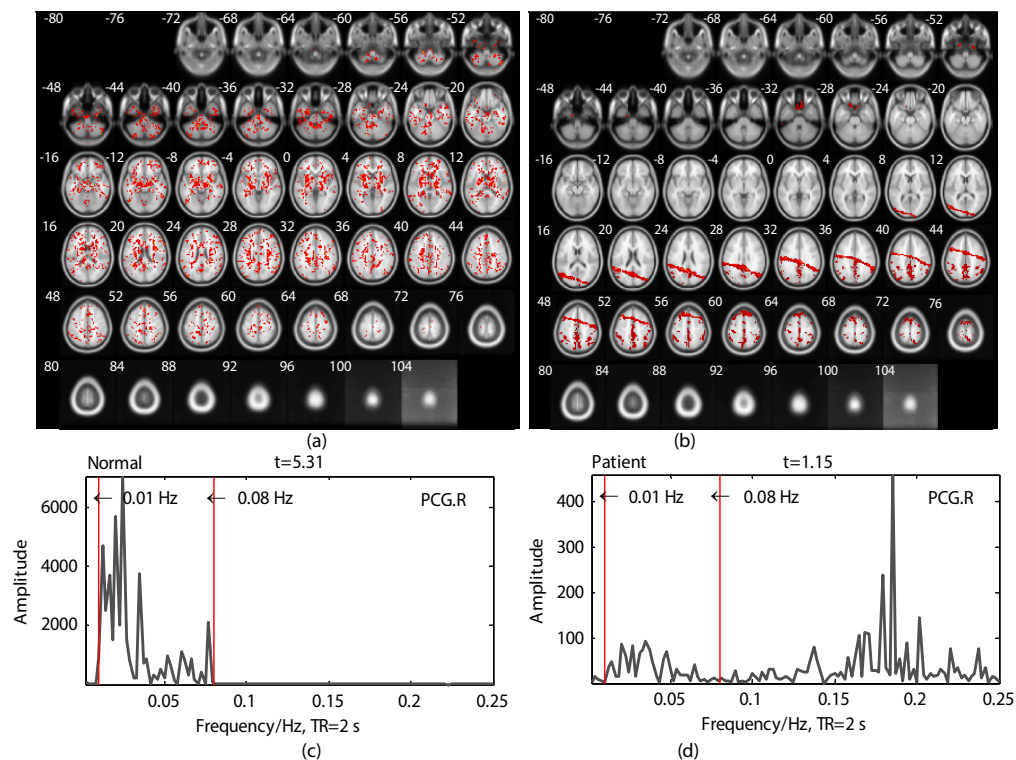 -80 -76 -72 -68 -64 -60 -56 -52
-48 -44 -40 -36 -32 -28 -24 -20
-16 -12 -8 -4 0 4 8 12
16 20 24 28 32 36 40 44
48 52 56 60 64 68 72 76
80 84 88 92 96 100 104
(a)
-80 -76 -72 -68 -64 -60 -56 -52
-48 -44 -40 -36 -32 -28 -24 -20
-16 -12 -8 -4 0 4 8 12
16 20 24 28 32 36 40 44
48 52 56 60 64 68 72 76
80 84 88 92 96 100 104
(b)
Normal t=5.31
← 0.01 Hz ← 0.08 Hz PCG.R
6000
4000
2000
Amplitude
0.05 0.1 0.15 0.2 0.25
Frequency/Hz, TR=2 s
(c)
Patient t=1.15
← 0.01 Hz ← 0.08 Hz PCG.R
400
300
200
100
Amplitude
0.05 0.1 0.15 0.2 0.25
Frequency/Hz, TR=2 s
(d)